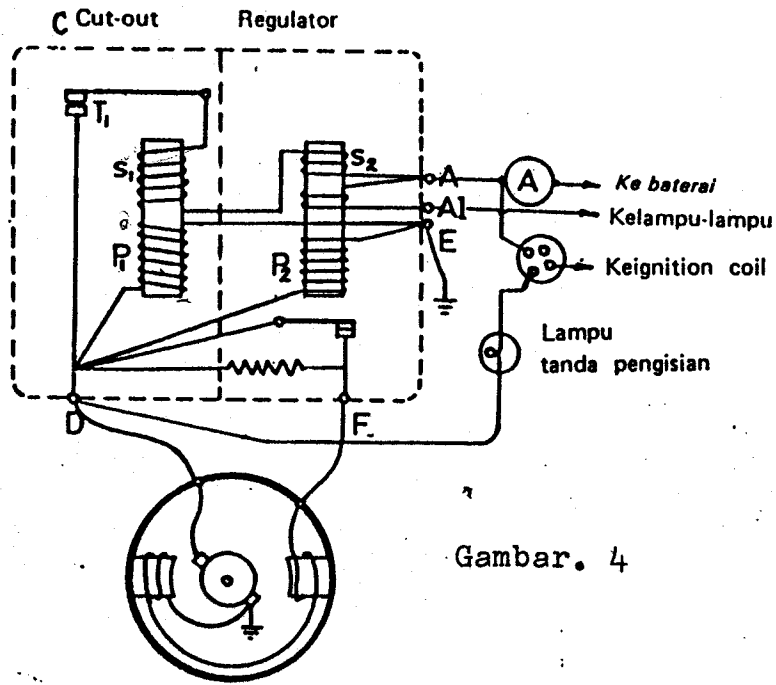 C Cut-out Regulator
T1
S1
S2
A A Ke baterai
A1 Kelampu-lampu
E
P1
P2
Keignition coil
Lampu
tanda pengisian
D F
Gambar. 4